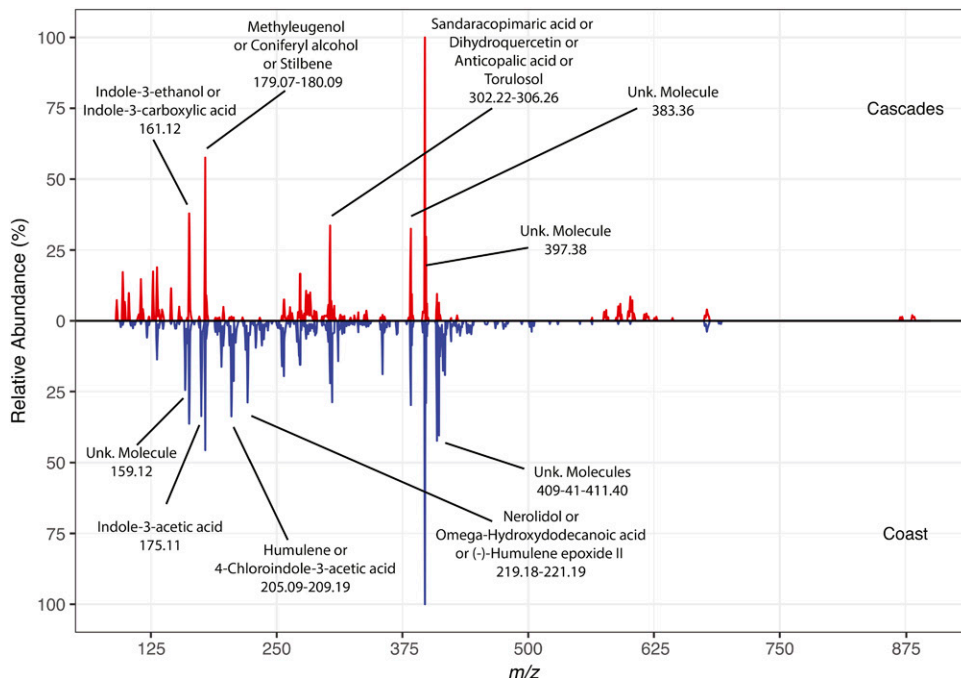 Methyleugenol
or Coniferyl alcohol
or Stilbene
179.07-180.09
Sandaracopimaric acid or
Dihydroquercetin or
Anticopalic acid or
Torulosol
302.22-306.26
Indole-3-ethanol or
Indole-3-carboxylic acid
161.12
Unk. Molecule
383.36
Cascades
Unk. Molecule
397.38
Relative Abundance (%)
100
75
50
25
0
25
50
75
100
Unk. Molecule
159.12
Indole-3-acetic acid
175.11
Humulene or
4-Chloroindole-3-acetic acid
205.09-209.19
Unk. Molecules
409-41-411.40
Nerolidol or
Omega-Hydroxydodecanoic acid
or (-)-Humulene epoxide II
219.18-221.19
Coast
125
250
375
500
625
750
875
m/z